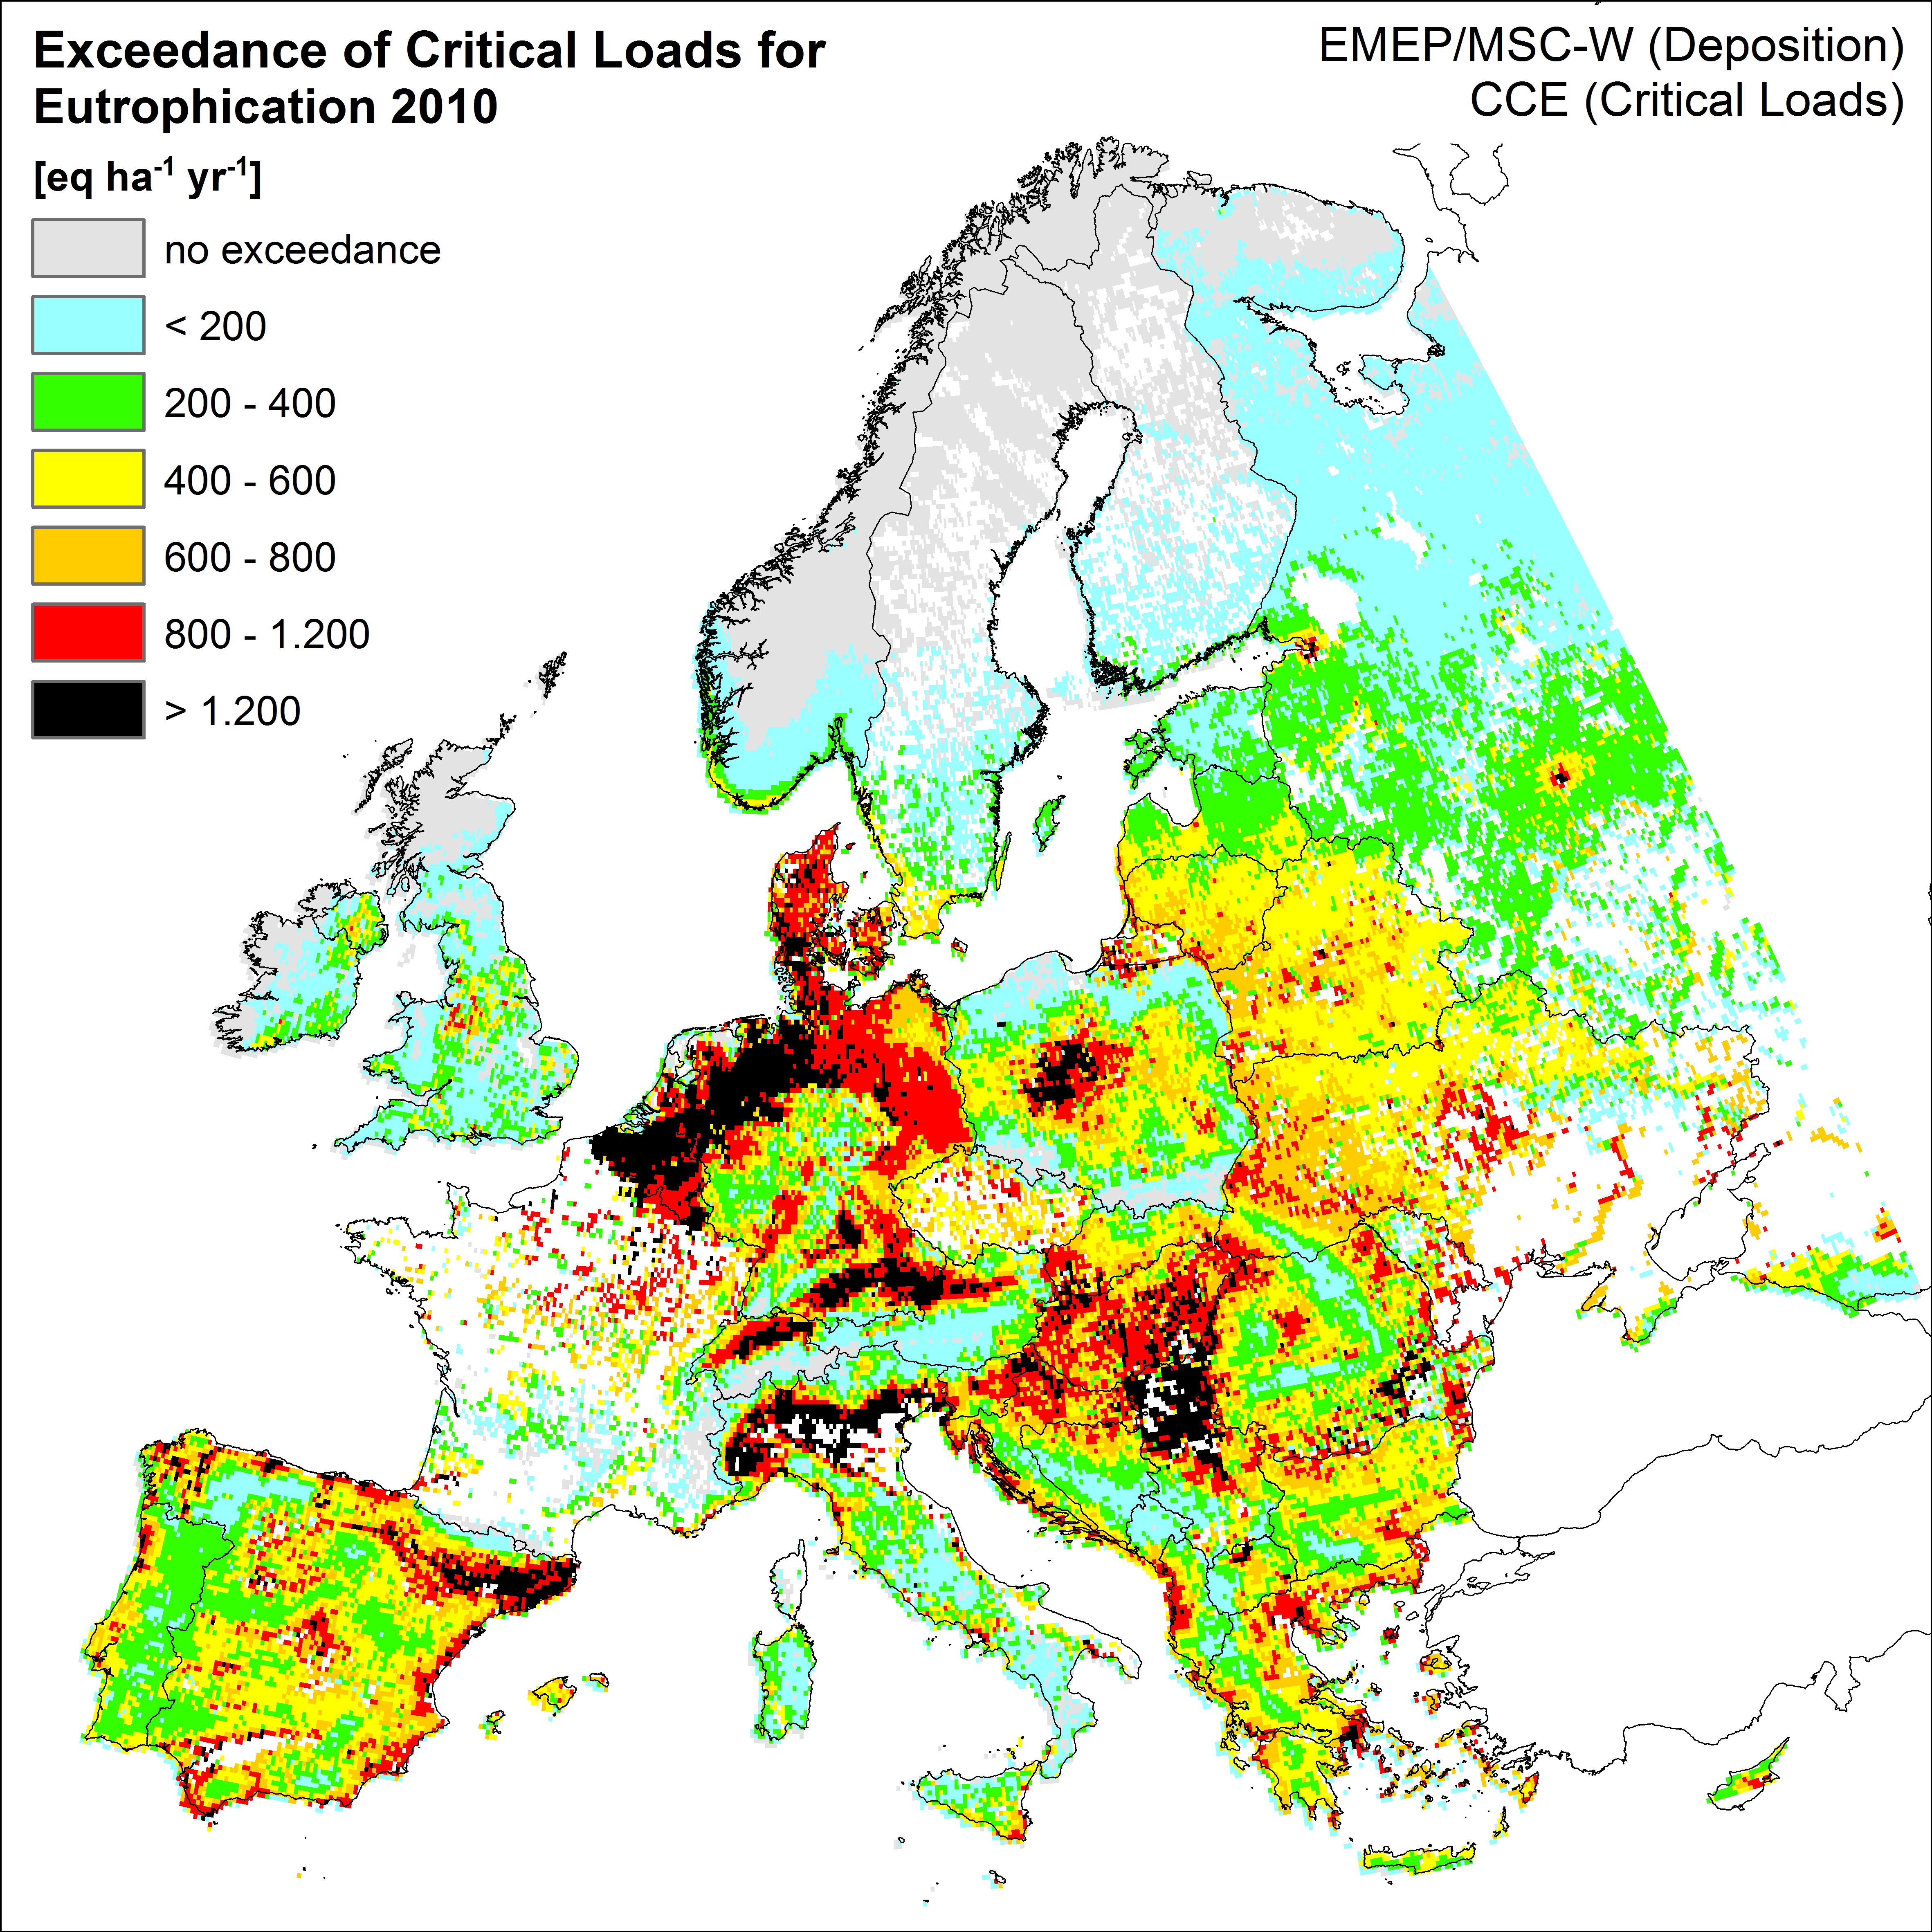 Exceedance of Critical Loads for
Eutrophication 2010
[eq ha⁻¹ yr⁻¹]
no exceedance
< 200
200 - 400
400 - 600
600 - 800
800 - 1.200
> 1.200
EMEP/MSC-W (Deposition)
CCE (Critical Loads)